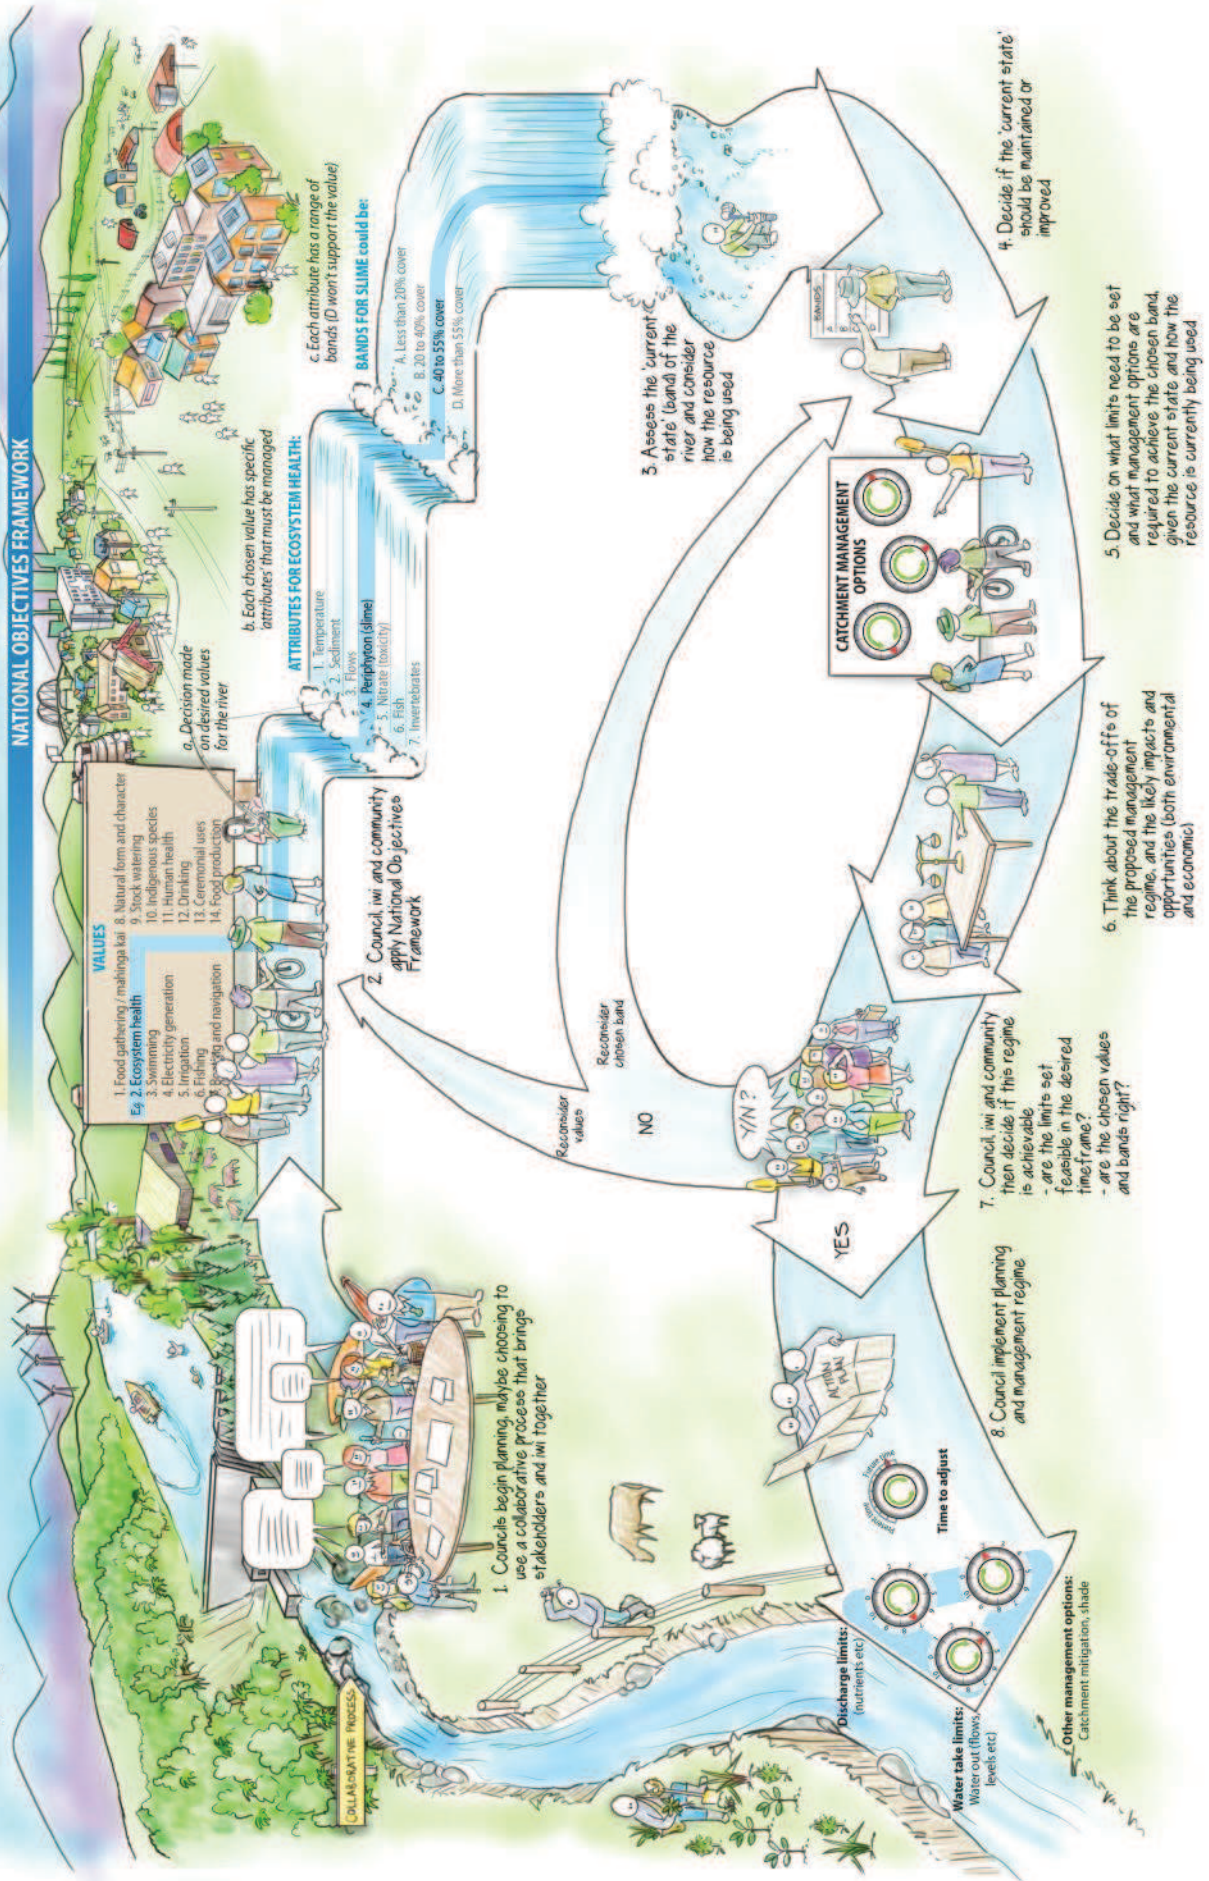 NATIONAL OBJECTIVES FRAMEWORK
COLLABORATIVE PROCESS
1. Councils begin planning, maybe choosing to
use a collaborative process that brings
stakeholders and iwi together
VALUES
1. Food gathering / mahinga kai
Eg. 2. Ecosystem health
3. Swimming
4. Electricity generation
5. Irrigation
6. Fishing
7. Boating and navigation
8. Natural form and character
9. Stock watering
10. Indigenous species
11. Human health
12. Drinking
13. Ceremonial uses
14. Food production
2. Council, iwi and community
apply National Objectives
Framework
a. Decision made
on desired values
for the river
b. Each chosen value has specific
'attributes' that must be managed
ATTRIBUTES FOR ECOSYSTEM HEALTH:
1. Temperature
2. Sediment
3. Flows
4. Periphyton (slime)
5. Nitrate (toxicity)
6. Fish
7. Invertebrates
c. Each attribute has a range of
bands (D won't support the value)
BANDS FOR SLIME could be:
A. Less than 20% cover
B. 20 to 40% cover
C. 40 to 55% cover
D. More than 55% cover
3. Assess the 'current
state' (band) of the
river and consider
how the resource
is being used
BANDS
A
B
C
D
4. Decide if the 'current state'
should be maintained or
improved
CATCHMENT MANAGEMENT
OPTIONS
5. Decide on what limits need to be set
and what management options are
required to achieve the chosen band,
given the current state and how the
resource is currently being used
6. Think about the trade-offs of
the proposed management
regime, and the likely impacts and
opportunities (both environmental
and economic)
Y/N?
7. Council, iwi and community
then decide if this regime
is achievable
- are the limits set
feasible in the desired
timeframe?
- are the chosen values
and bands right?
NO
Reconsider
values
Reconsider
chosen band
YES
8. Council implement planning
and management regime
ACTION
PLAN
Present time
Future time
Time to adjust
Discharge limits:
(nutrients etc)
Water take limits:
Water out (flows,
levels etc)
Other management options:
Catchment mitigation, shade